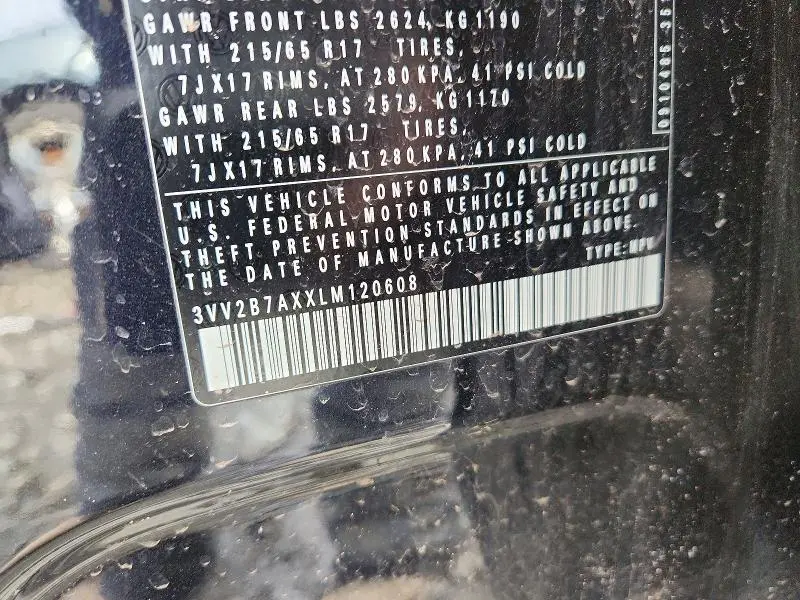 GAWR FRONT LBS 2624, KG 1190
WITH 215/65 R17 TIRES,
7JX17 RIMS, AT 280 KPA, 41 PSI COLD
GAWR REAR LBS 2579, KG 1170
WITH 215/65 R17 TIRES,
7JX17 RIMS, AT 280 KPA, 41 PSI COLD
THIS VEHICLE CONFORMS TO ALL APPLICABLE
U.S. FEDERAL MOTOR VEHICLE SAFETY AND
THEFT PREVENTION STANDARDS IN EFFECT ON
THE DATE OF MANUFACTURE SHOWN ABOVE.
TYPE:MPV
3VV2B7AXXLM120608